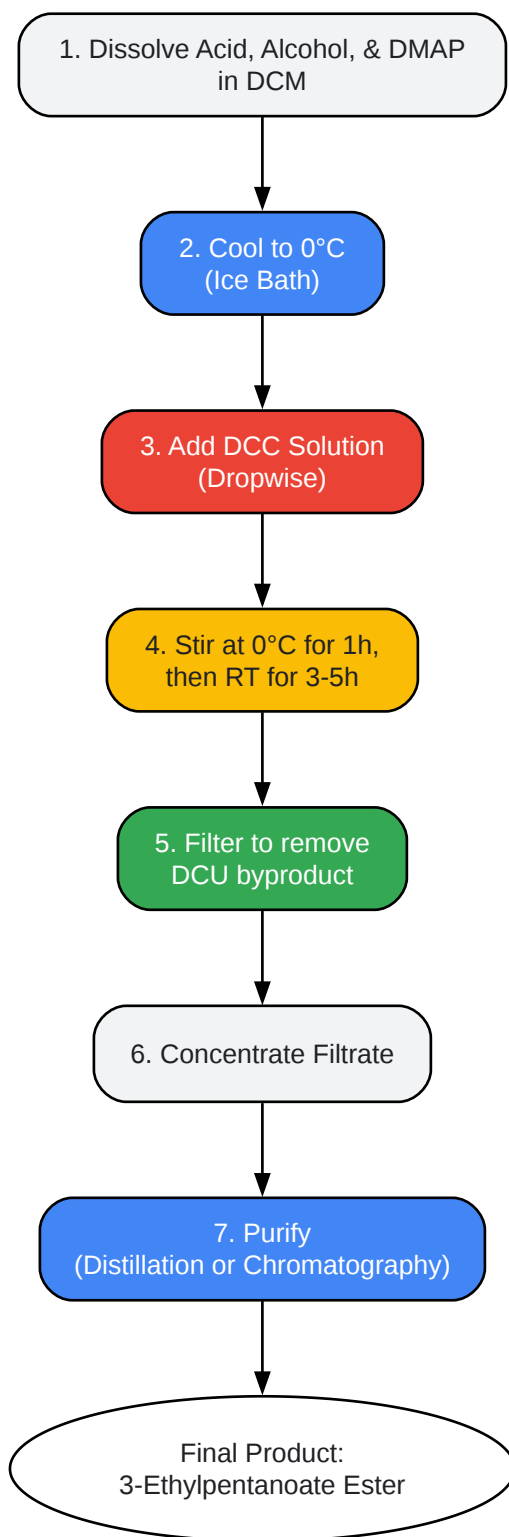 1. Dissolve Acid, Alcohol, & DMAP
in DCM
2. Cool to 0°C
(Ice Bath)
3. Add DCC Solution
(Dropwise)
4. Stir at 0°C for 1h,
then RT for 3-5h
5. Filter to remove
DCU byproduct
6. Concentrate Filtrate
7. Purify
(Distillation or Chromatography)
Final Product:
3-Ethylpentanoate Ester